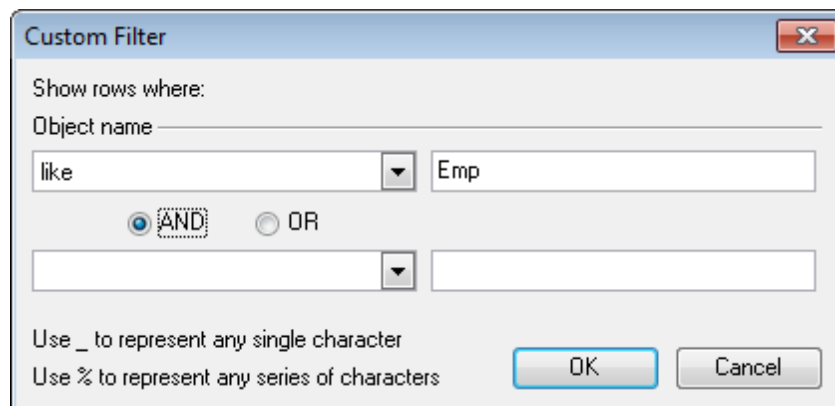 Custom Filter
Show rows where:
Object name
like Emp
AND OR
Use _ to represent any single character
Use % to represent any series of characters
OK Cancel